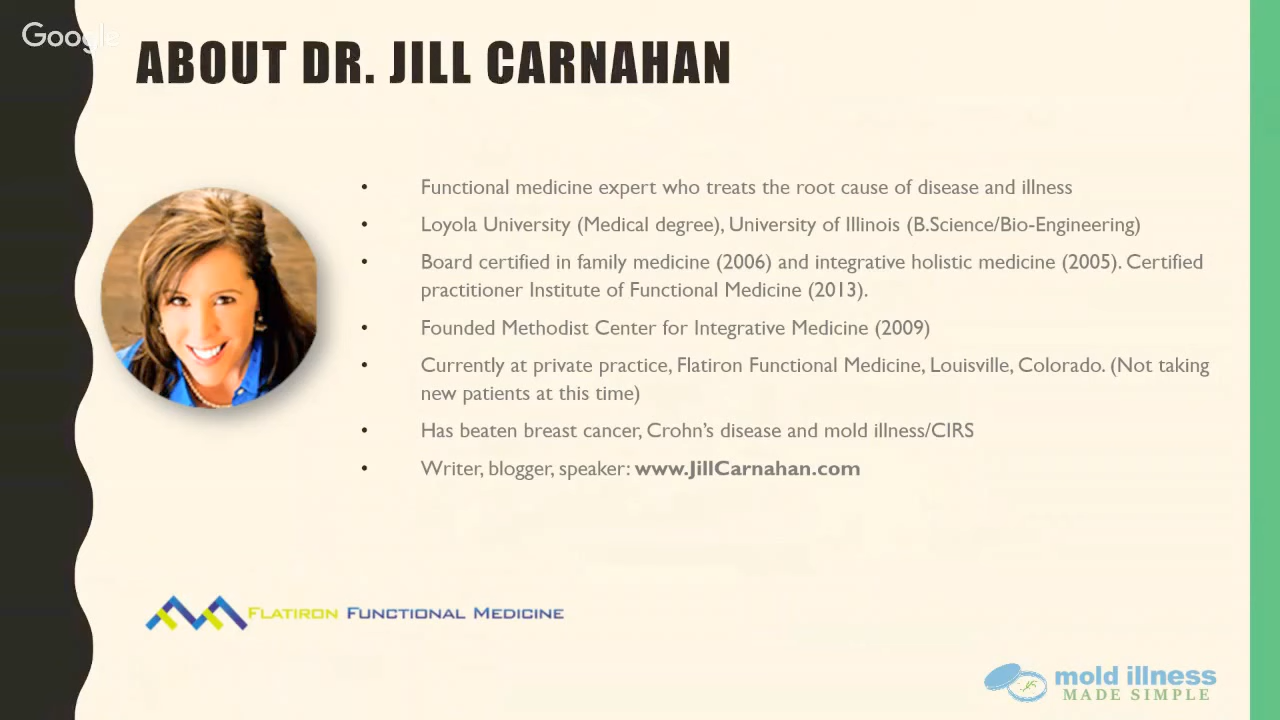 Google
ABOUT DR. JILL CARNAHAN
• Functional medicine expert who treats the root cause of disease and illness
• Loyola University (Medical degree), University of Illinois (B.Science/Bio-Engineering)
• Board certified in family medicine (2006) and integrative holistic medicine (2005). Certified
practitioner Institute of Functional Medicine (2013).
• Founded Methodist Center for Integrative Medicine (2009)
• Currently at private practice, Flatiron Functional Medicine, Louisville, Colorado. (Not taking
new patients at this time)
• Has beaten breast cancer, Crohn's disease and mold illness/CIRS
• Writer, blogger, speaker: www.JillCarnahan.com
FLATIRON FUNCTIONAL MEDICINE
mold illness
MADE SIMPLE